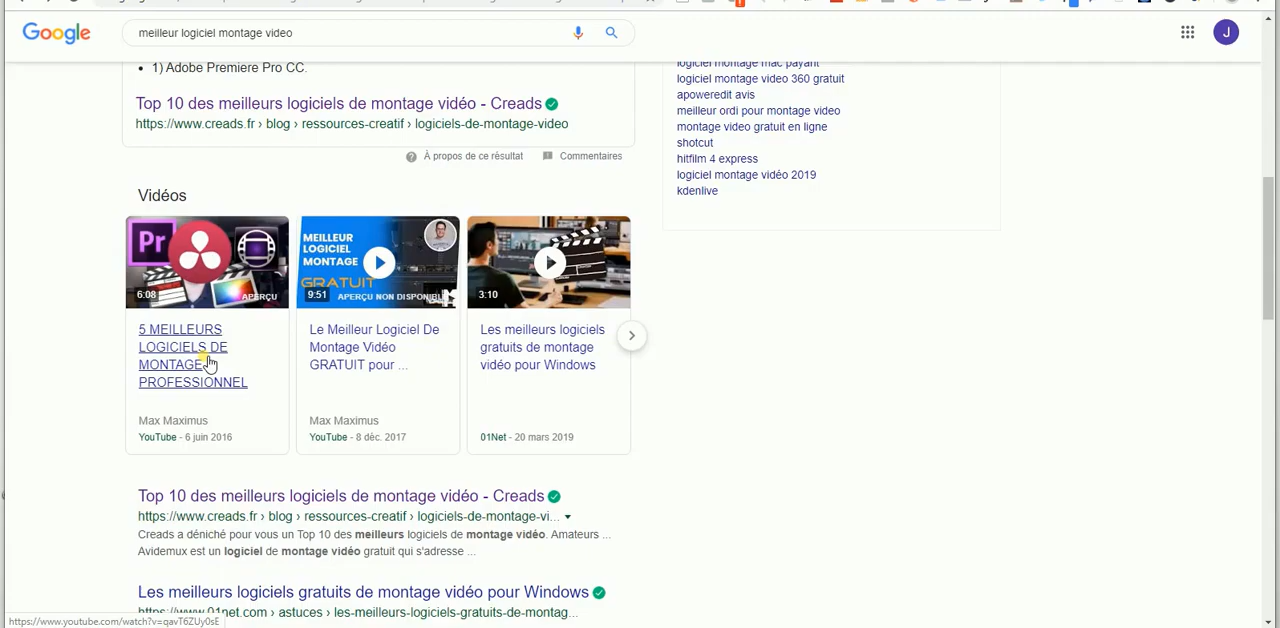 Google
meilleur logiciel montage video
J
1) Adobe Premiere Pro CC.
Top 10 des meilleurs logiciels de montage vidéo - Creads
https://www.creads.fr › blog › ressources-creatif › logiciels-de-montage-video
À propos de ce résultat
Commentaires
logiciel montage mac payant
logiciel montage video 360 gratuit
apoweredit avis
meilleur ordi pour montage video
montage video gratuit en ligne
shotcut
hitfilm 4 express
logiciel montage vidéo 2019
kdenlive
Vidéos
Pr
6:08
APERÇU
5 MEILLEURS
LOGICIELS DE
MONTAGE
PROFESSIONNEL
Max Maximus
YouTube - 6 juin 2016
MEILLEUR
LOGICIEL
MONTAGE
GRATUIT
9:51
APERÇU NON DISPONIBLE
Le Meilleur Logiciel De
Montage Vidéo
GRATUIT pour ...
Max Maximus
YouTube - 8 déc. 2017
3:10
Les meilleurs logiciels
gratuits de montage
vidéo pour Windows
01Net - 20 mars 2019
Top 10 des meilleurs logiciels de montage vidéo - Creads
https://www.creads.fr › blog › ressources-creatif › logiciels-de-montage-vi...
Creads a déniché pour vous un Top 10 des meilleurs logiciels de montage vidéo. Amateurs ...
Avidemux est un logiciel de montage vidéo gratuit qui s'adresse ...
Les meilleurs logiciels gratuits de montage vidéo pour Windows
https://www.01net.com › astuces › les-meilleurs-logiciels-gratuits-de-montag...
https://www.youtube.com/watch?v=qavT6ZUy0sE